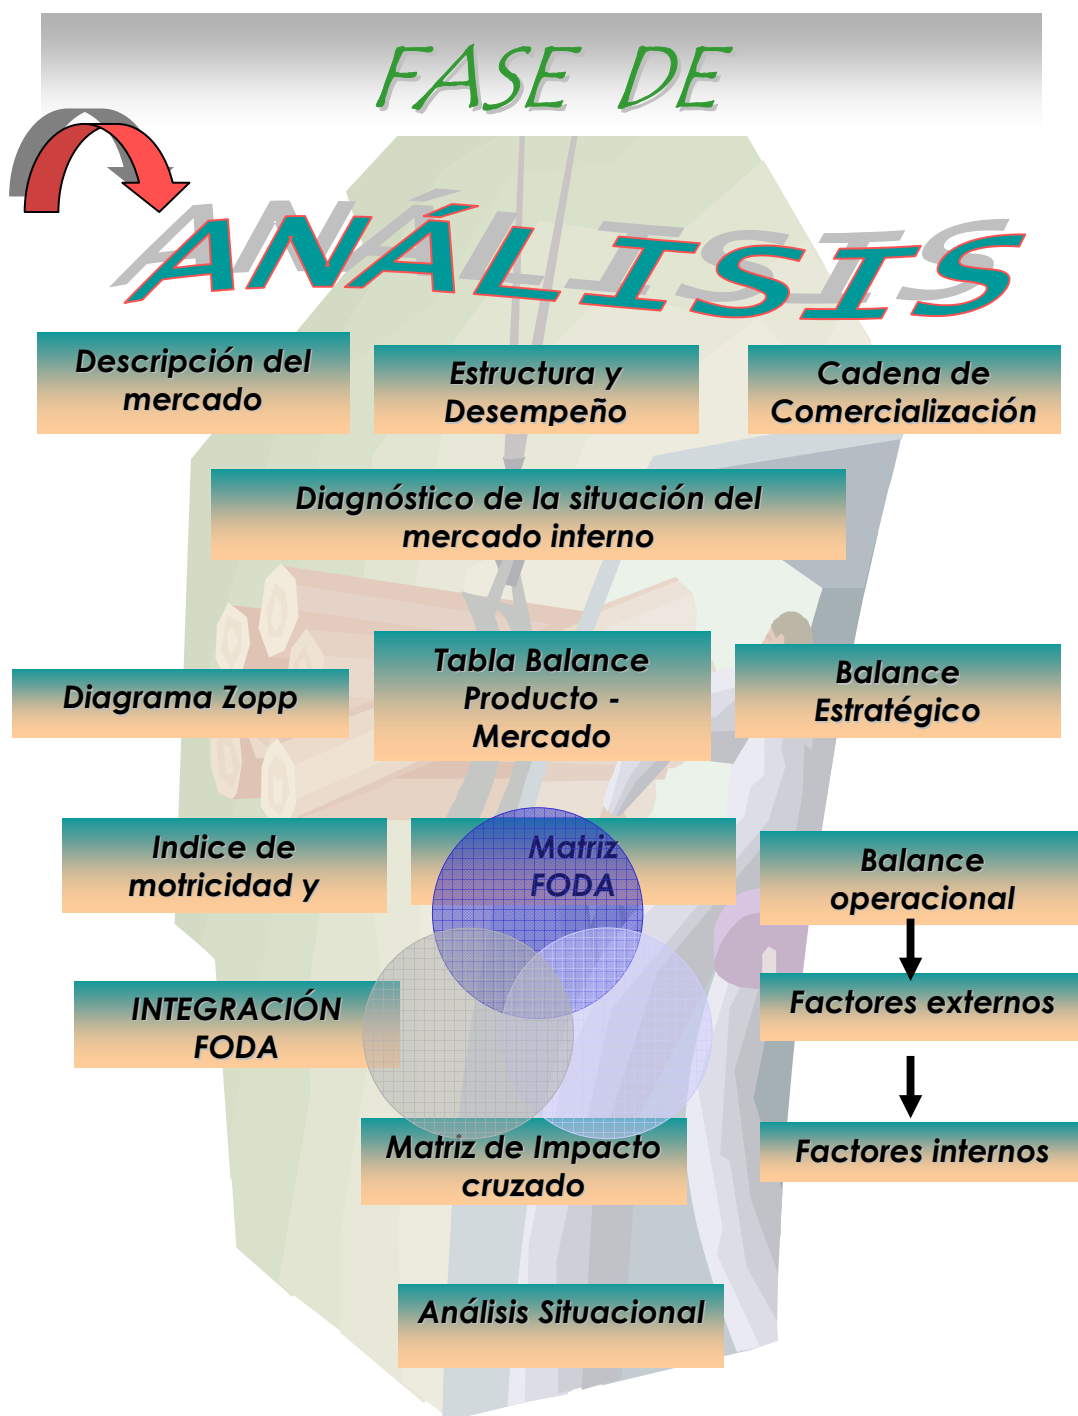 FASE DE
ANÁLISIS
Descripción del
mercado
Estructura y
Desempeño
Cadena de
Comercialización
Diagnóstico de la situación del
mercado interno
Diagrama Zopp
Tabla Balance
Producto -
Mercado
Balance
Estratégico
Indice de
motricidad y
Matriz
FODA
Balance
operacional
INTEGRACIÓN
FODA
Factores externos
Matriz de Impacto
cruzado
Factores internos
Análisis Situacional